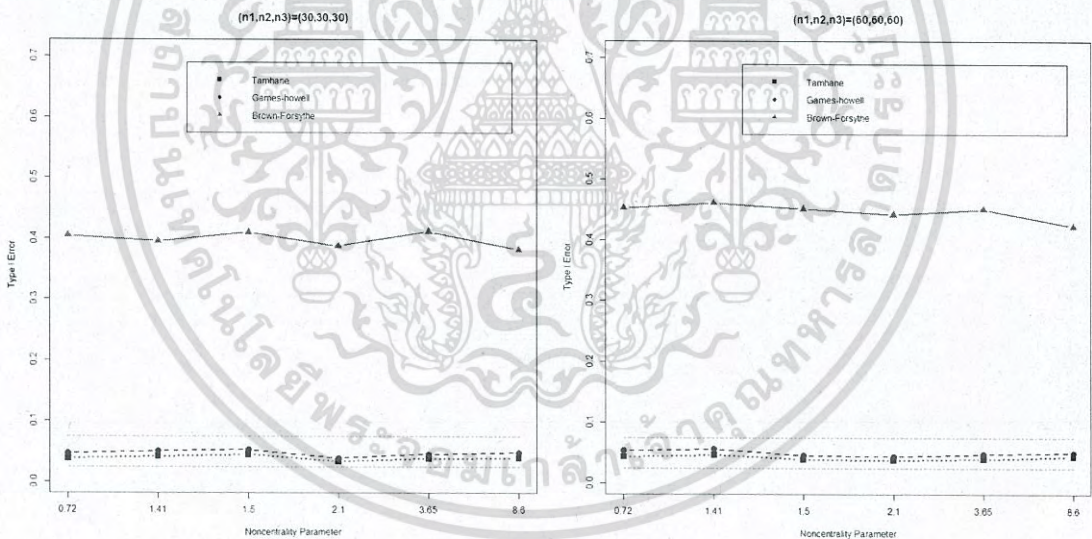 (n1,n2,n3)=(30,30,30)
Tamhane
Games-howell
Brown-Forsythe
Type I Error
0.0
0.1
0.2
0.3
0.4
0.5
0.6
0.7
0.72
1.41
1.5
2.1
3.65
8.6
Noncentrality Parameter
(n1,n2,n3)=(60,60,60)
Tamhane
Games-howell
Brown-Forsythe
Type I Error
0.0
0.1
0.2
0.3
0.4
0.5
0.6
0.7
0.72
1.41
1.5
2.1
3.65
8.6
Noncentrality Parameter